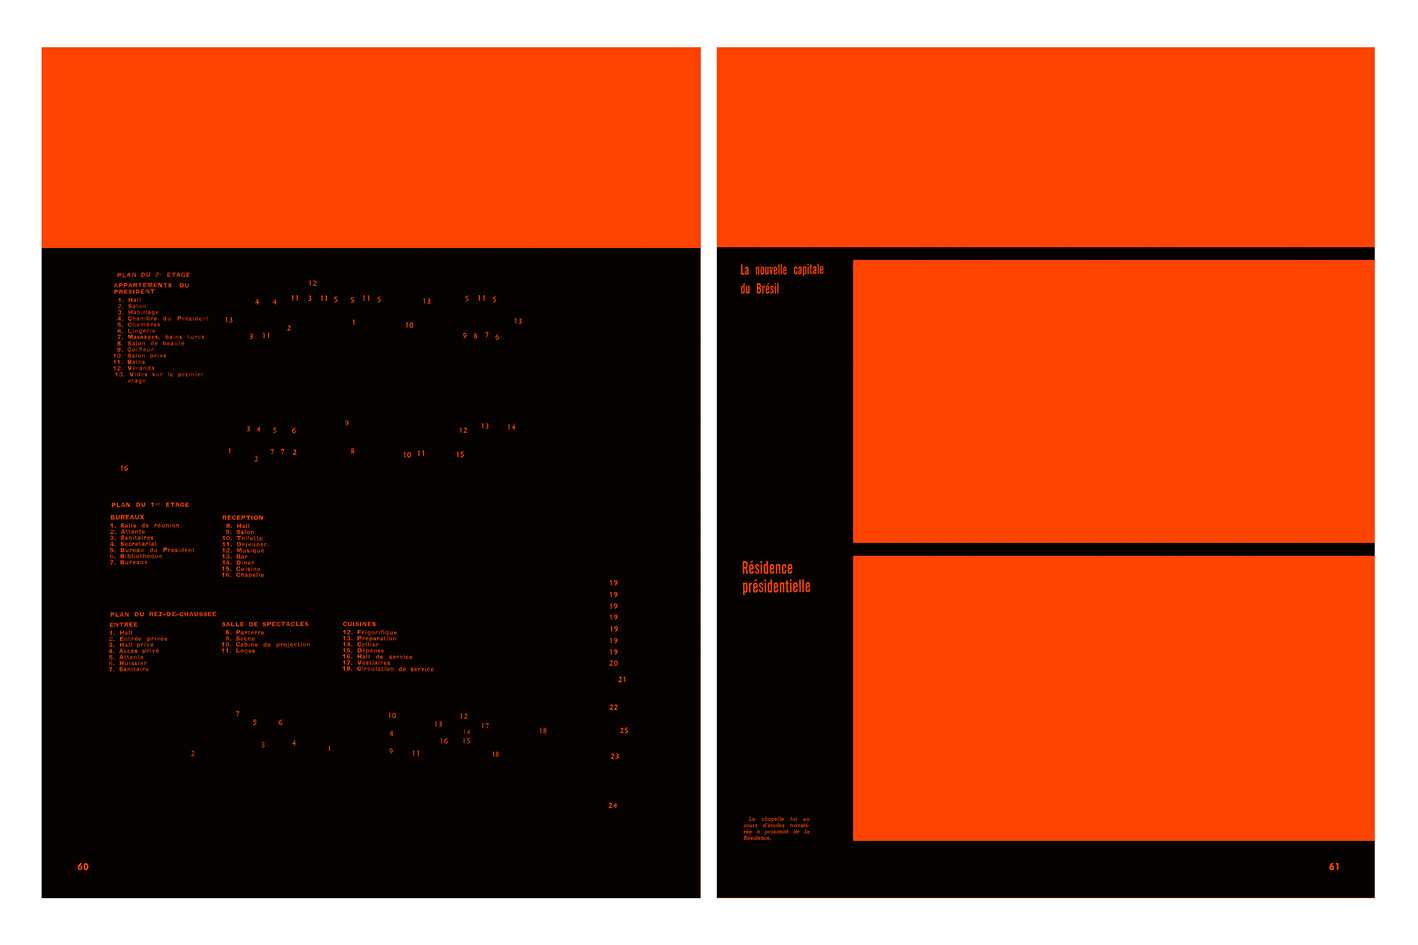 PLAN DU 2e ETAGE
APPARTEMENTS DU
PRESIDENT
1. Hall
2. Salon
3. Habillage
4. Chambre du Président
5. Chambres
6. Lingerie
7. Massages, bains turcs
8. Salon de beauté
9. Coiffeur
10. Salon privé
11. Bains
12. Véranda
13. Vides sur le premier
étage
12
4 4 11 3 11 5 5 11 5 13 5 11 5
13 2 1 10 13
3 11 9 8 7 6
9
3 4 5 6 12 13 14
1 2 7 7 2 8 10 11 15
16
PLAN DU 1er ETAGE
BUREAUX
1. Salle de réunion
2. Attente
3. Sanitaires
4. Secrétariat
5. Bureau du Président
6. Bibliothèque
7. Bureaux
RECEPTION
8. Hall
9. Salon
10. Toilette
11. Déjeuner
12. Musique
13. Bar
14. Dîner
15. Cuisine
16. Chapelle
PLAN DU REZ-DE-CHAUSSEE
ENTREE
1. Hall
2. Entrée privée
3. Hall privé
4. Accès privé
5. Attente
6. Huissier
7. Sanitaire
SALLE DE SPECTACLES
8. Parterre
9. Scène
10. Cabine de projection
11. Loges
CUISINES
12. Frigorifique
13. Préparation
14. Cellier
15. Dépense
16. Hall de service
17. Vestiaires
18. Circulation de service
19
19
19
19
19
19
19
20
21
22
25
23
24
7 10 12
5 6 13 17
8 14 18
3 4 16 15
2 1 9 11 18
60
La nouvelle capitale
du Brésil
Résidence
présidentielle
La chapelle fut au
cours d'études transfé-
rée à proximité de la
Résidence.
61